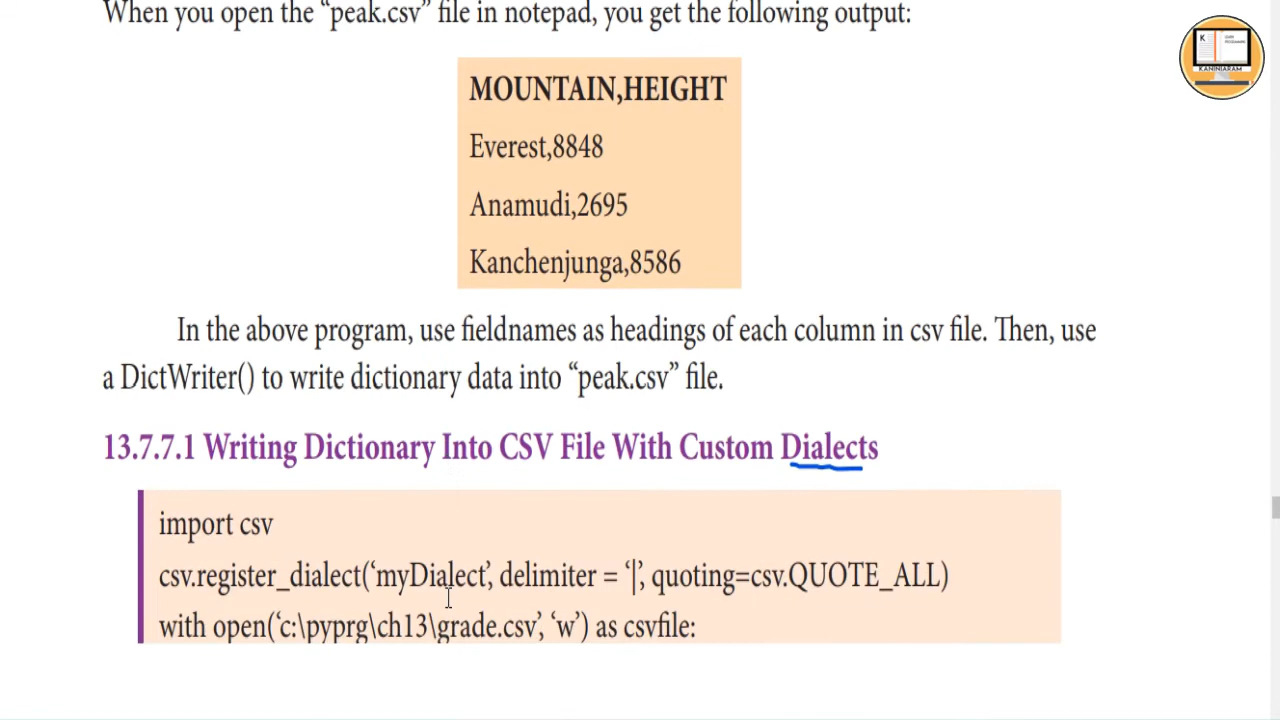 When you open the “peak.csv” file in notepad, you get the following output:
K
KANINIARAM
MOUNTAIN,HEIGHT
Everest,8848
Anamudi,2695
Kanchenjunga,8586
In the above program, use fieldnames as headings of each column in csv file. Then, use
a DictWriter() to write dictionary data into “peak.csv” file.
13.7.7.1 Writing Dictionary Into CSV File With Custom Dialects
import csv
csv.register_dialect(‘myDialect’, delimiter = ‘|’, quoting=csv.QUOTE_ALL)
with open(‘c:\pyprg\ch13\grade.csv’, ‘w’) as csvfile: